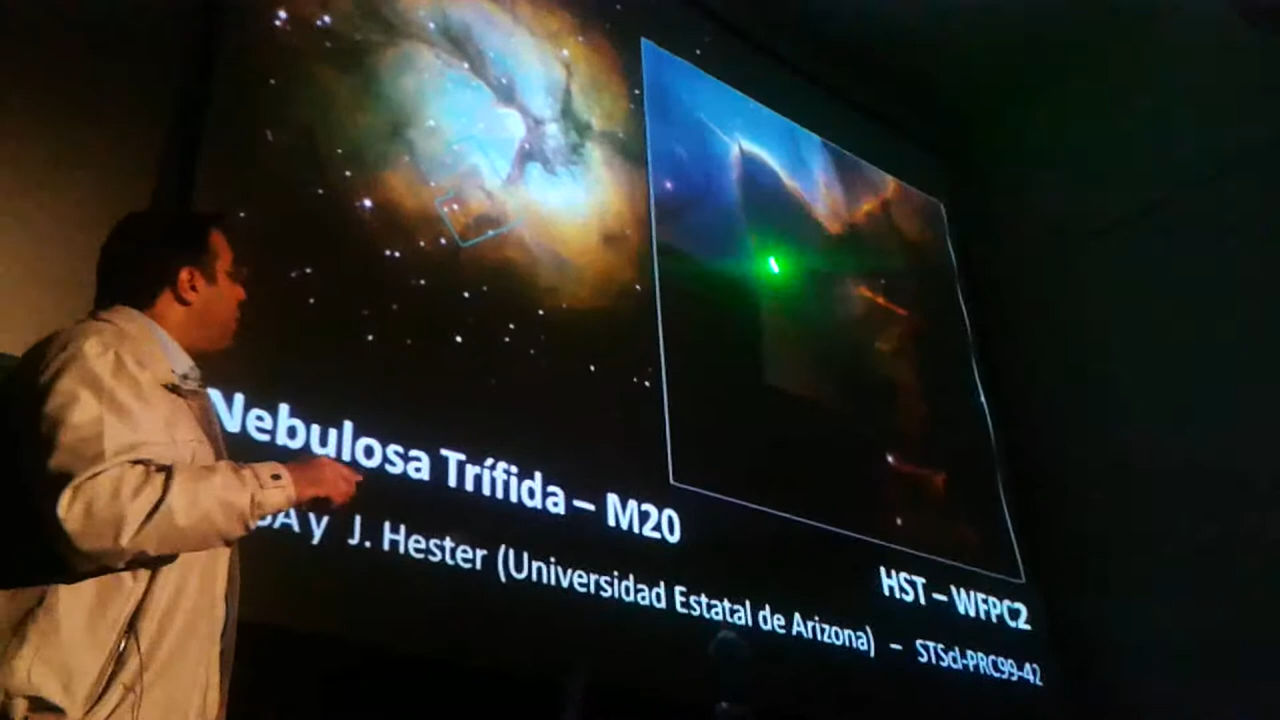 Nebulosa Trífida – M20
y J. Hester (Universidad Estatal de Arizona) – STScI-PRC99-42
HST – WFPC2